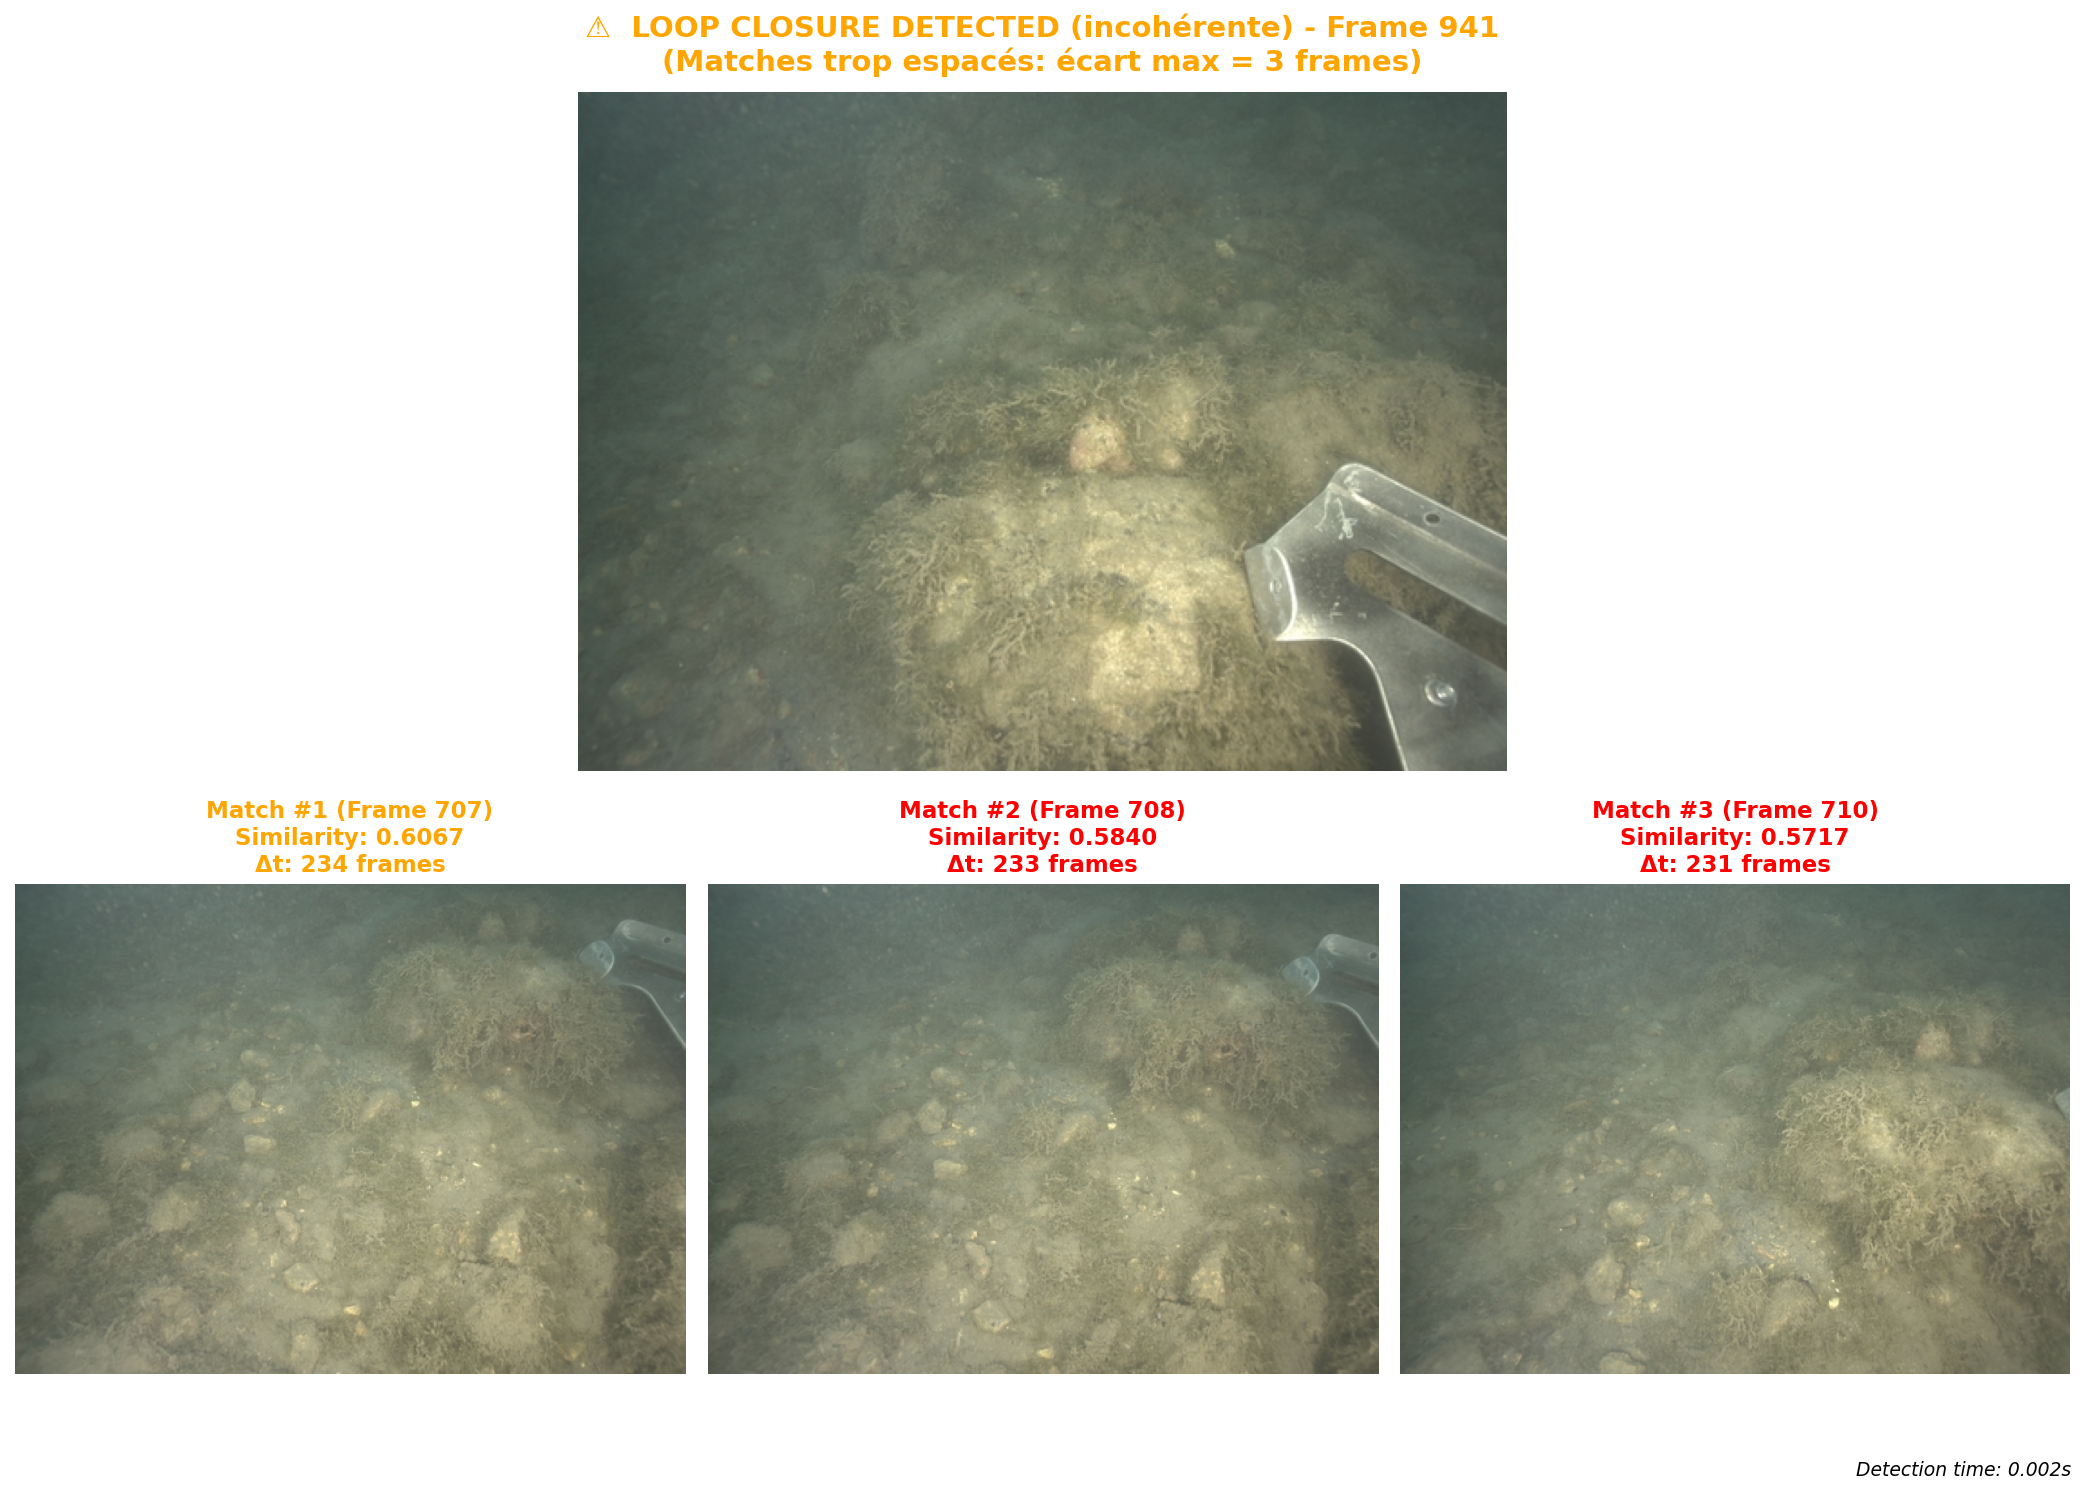 ⚠ LOOP CLOSURE DETECTED (incohérente) - Frame 941
(Matches trop espacés: écart max = 3 frames)
Match #1 (Frame 707)
Similarity: 0.6067
Δt: 234 frames
Match #2 (Frame 708)
Similarity: 0.5840
Δt: 233 frames
Match #3 (Frame 710)
Similarity: 0.5717
Δt: 231 frames
Detection time: 0.002s